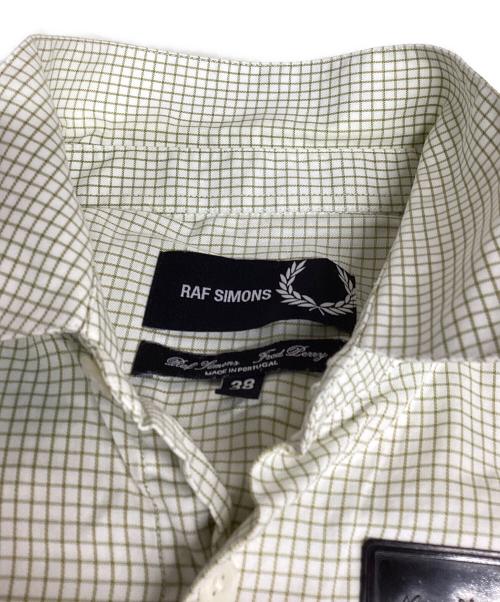 RAF SIMONS
Raf Simons Fred Perry
MADE IN PORTUGAL
38